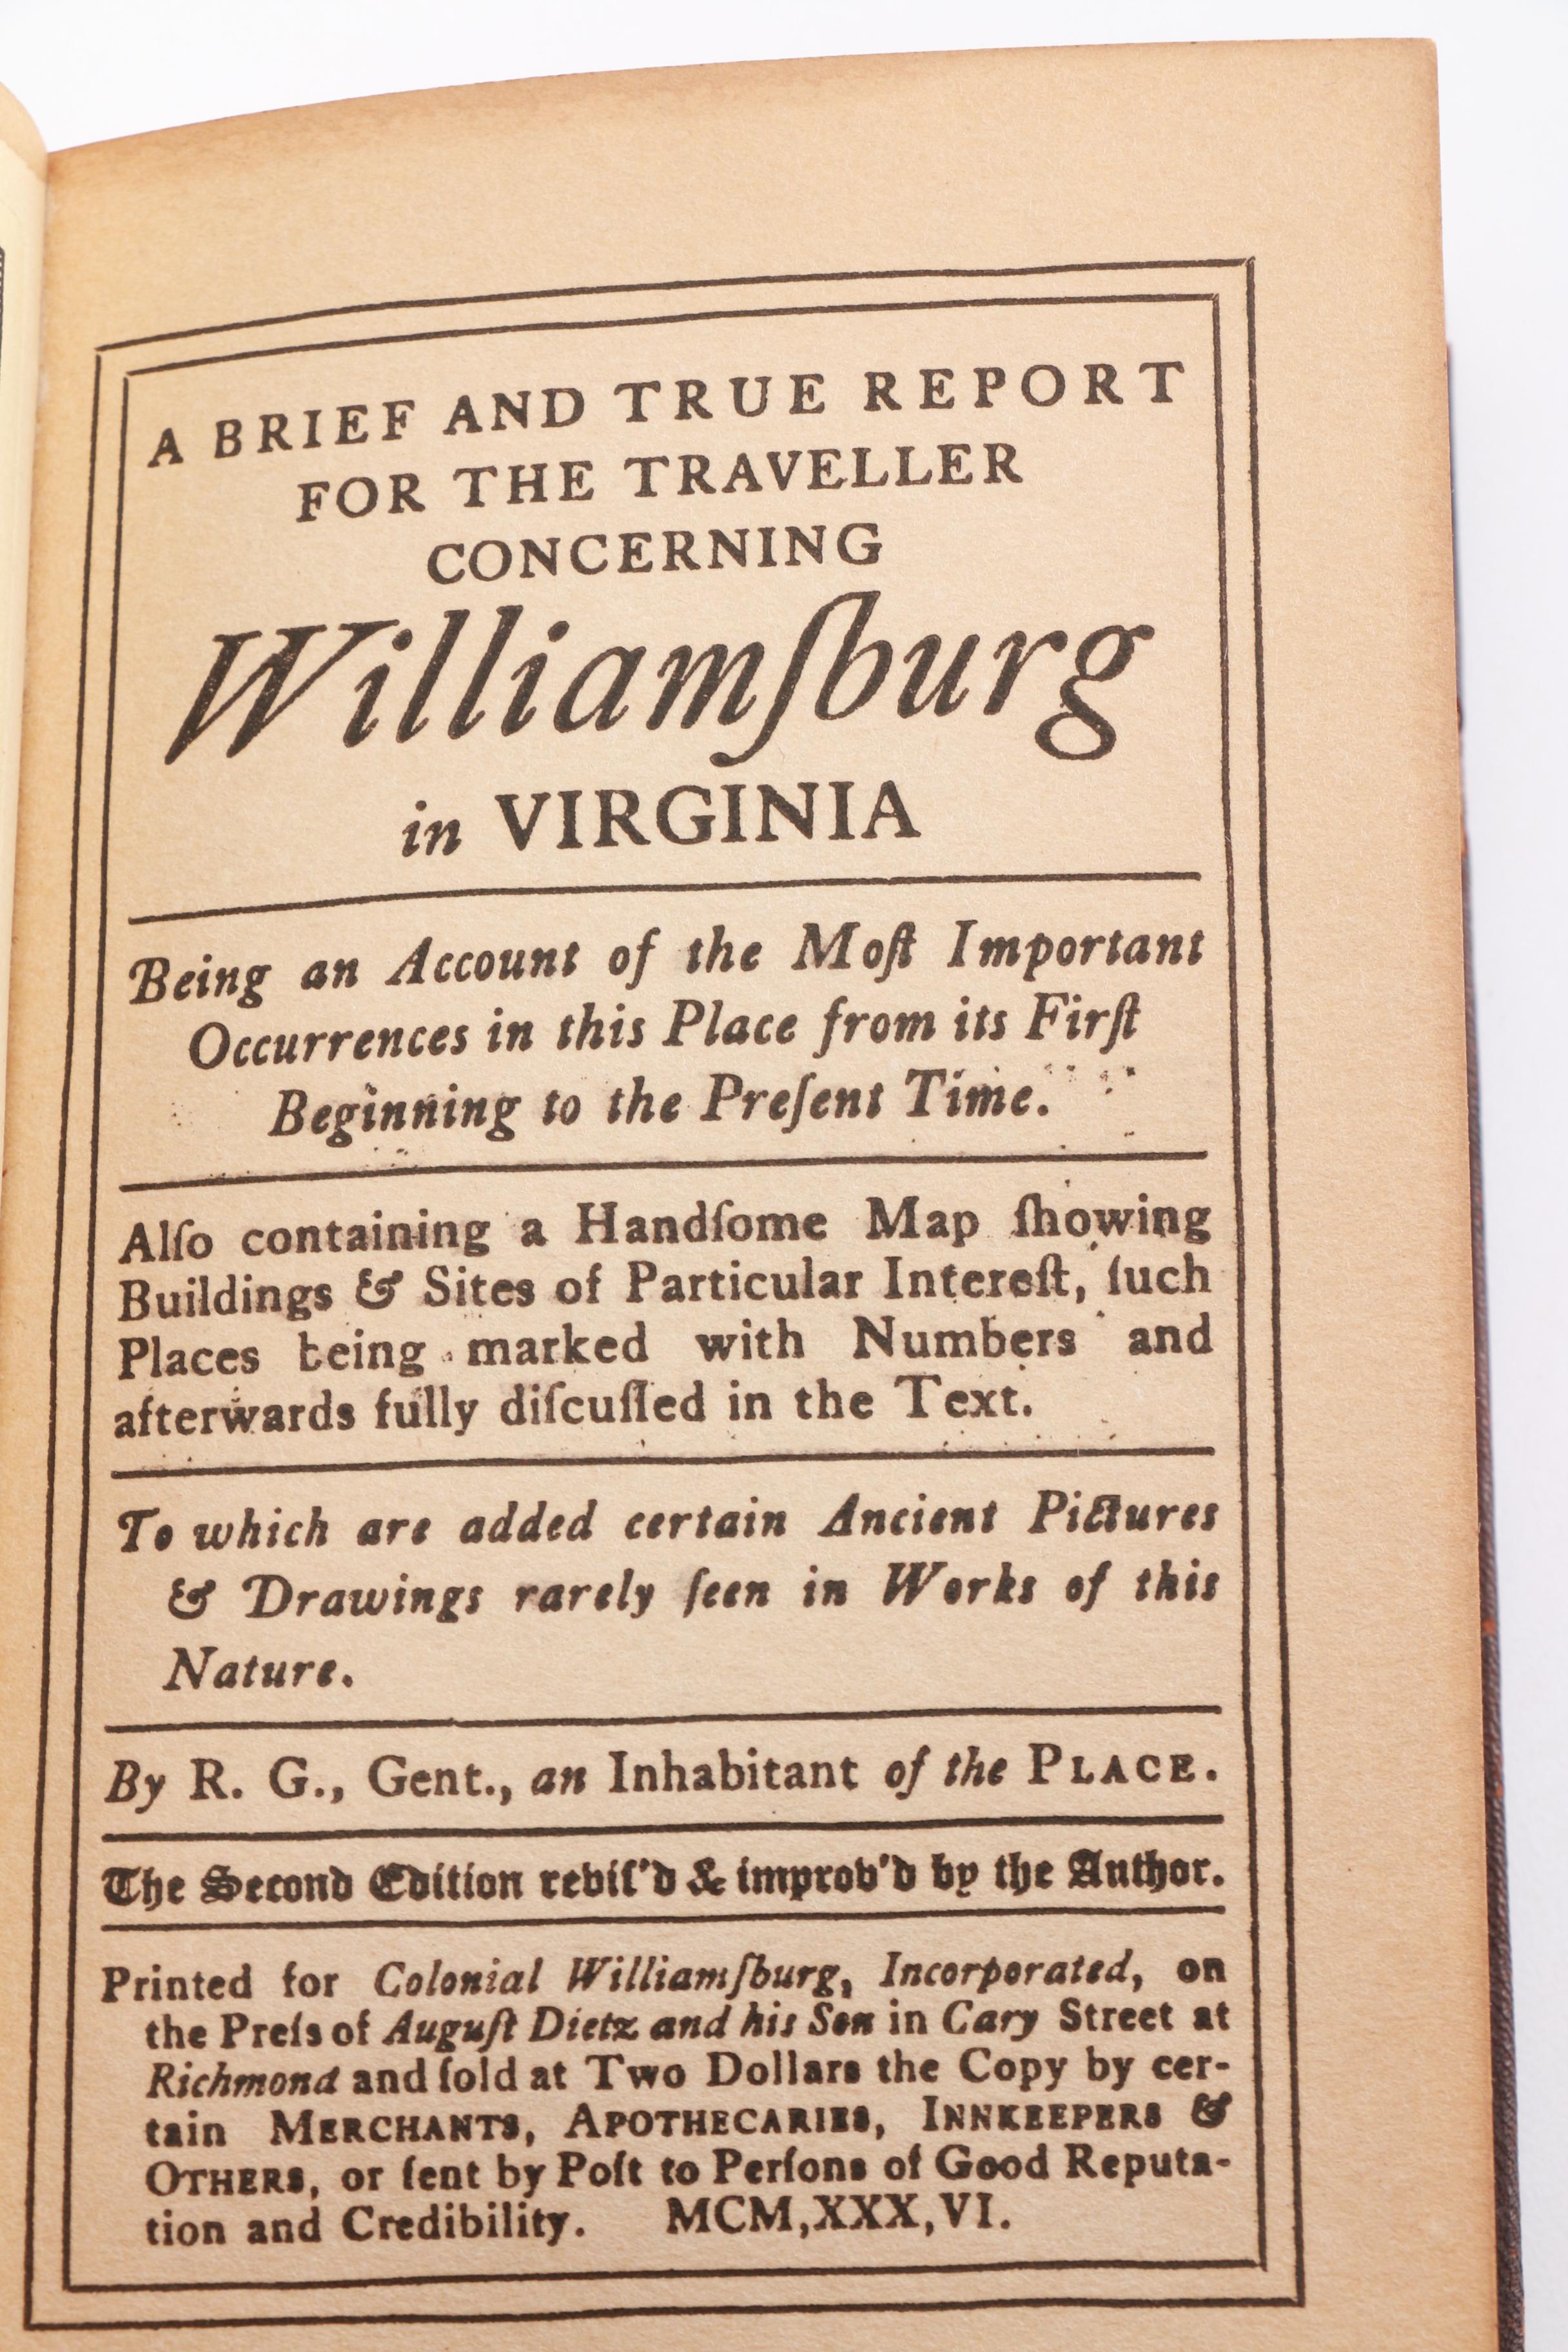 A BRIEF AND TRUE REPORT
FOR THE TRAVELLER
CONCERNING
Williamſburg
in VIRGINIA
Being an Account of the Moſt Important
Occurrences in this Place from its Firſt
Beginning to the Preſent Time.
Alſo containing a Handſome Map ſhowing
Buildings & Sites of Particular Intereſt, ſuch
Places being marked with Numbers and
afterwards fully diſcuſſed in the Text.
To which are added certain Ancient Pictures
& Drawings rarely ſeen in Works of this
Nature.
By R. G., Gent., an Inhabitant of the PLACE.
The Second Edition reviſ'd & improv'd by the Author.
Printed for Colonial Williamſburg, Incorporated, on
the Preſs of Auguſt Dietz and his Son in Cary Street at
Richmond and ſold at Two Dollars the Copy by cer-
tain MERCHANTS, APOTHECARIES, INNKEEPERS &
OTHERS, or ſent by Poſt to Perſons of Good Reputa-
tion and Credibility. MCM,XXX,VI.